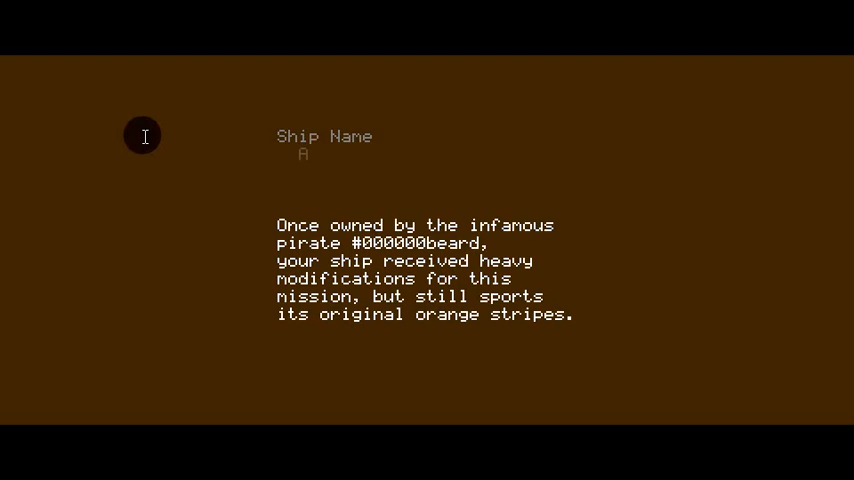 Ship Name
A
Once owned by the infamous
pirate #000000beard,
your ship received heavy
modifications for this
mission, but still sports
its original orange stripes.